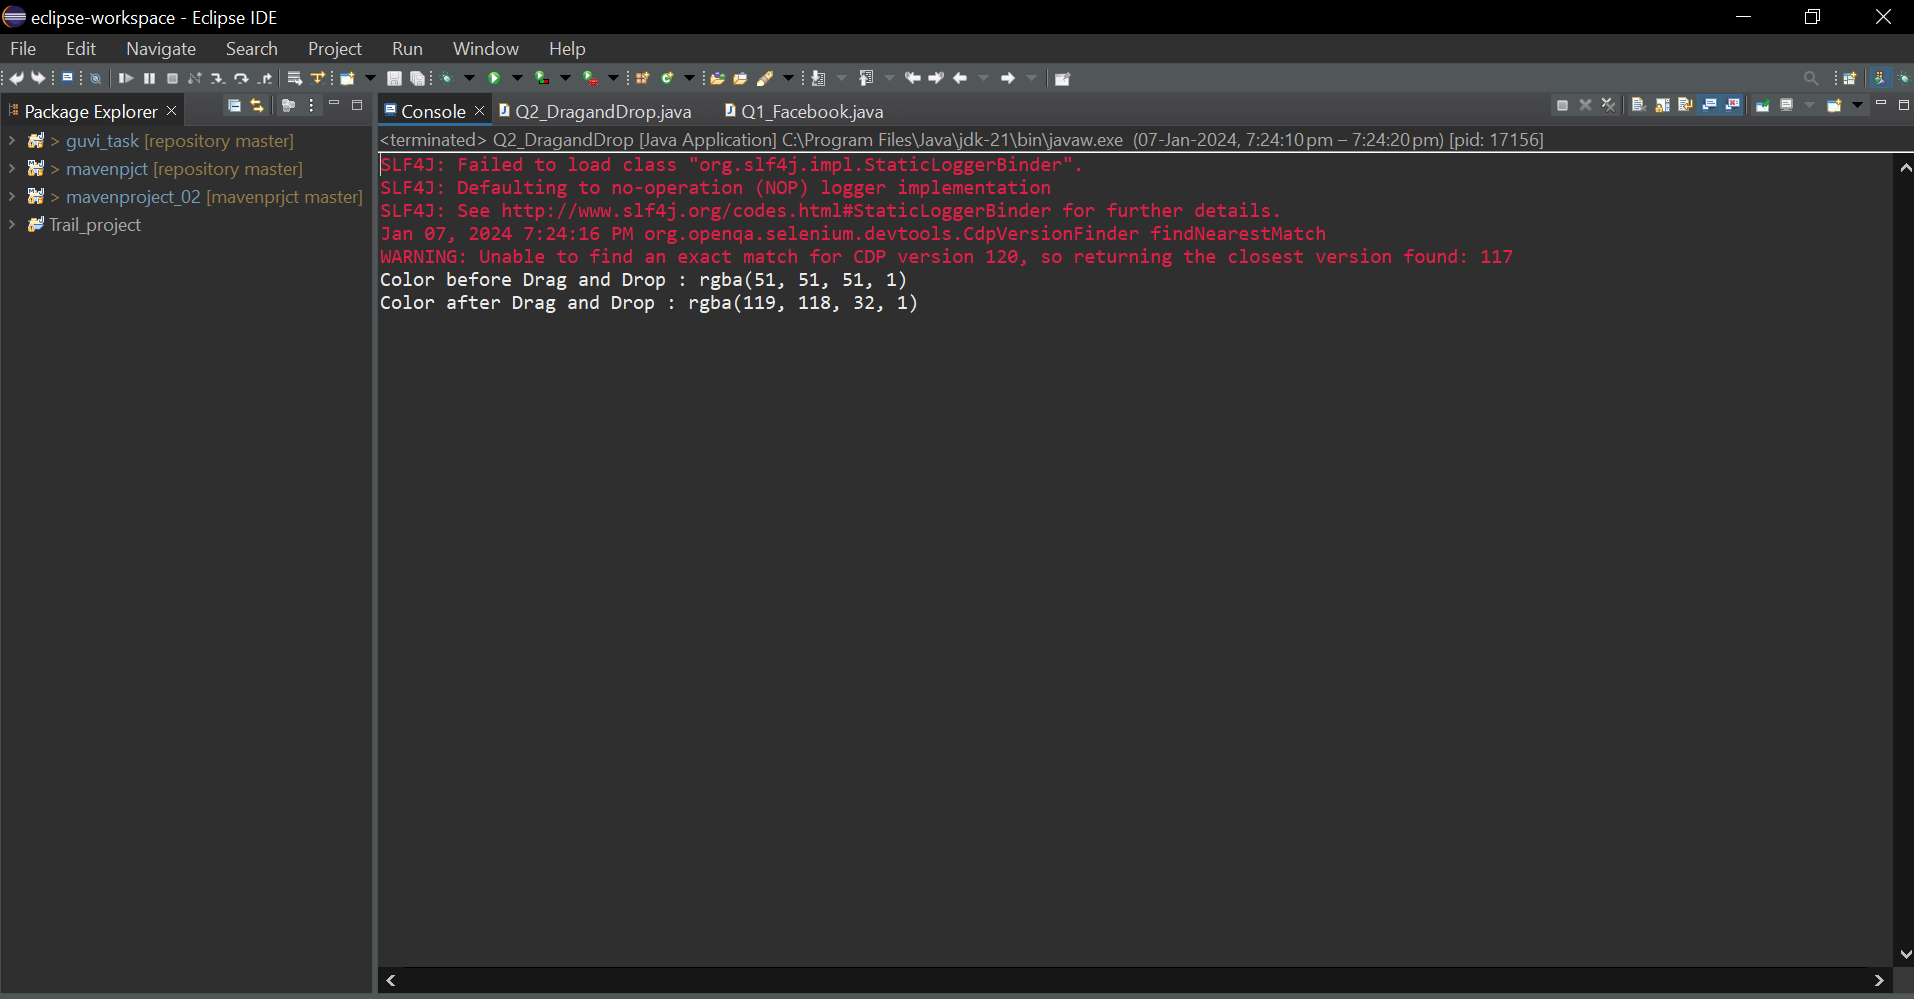 eclipse-workspace - Eclipse IDE
File Edit Navigate Search Project Run Window Help
Package Explorer
> guvi_task [repository master]
> mavenpjct [repository master]
> mavenproject_02 [mavenprjct master]
Trail_project
Console Q2_DragandDrop.java Q1_Facebook.java
<terminated> Q2_DragandDrop [Java Application] C:\Program Files\Java\jdk-21\bin\javaw.exe (07-Jan-2024, 7:24:10 pm – 7:24:20 pm) [pid: 17156]
SLF4J: Failed to load class "org.slf4j.impl.StaticLoggerBinder".
SLF4J: Defaulting to no-operation (NOP) logger implementation
SLF4J: See http://www.slf4j.org/codes.html#StaticLoggerBinder for further details.
Jan 07, 2024 7:24:16 PM org.openqa.selenium.devtools.CdpVersionFinder findNearestMatch
WARNING: Unable to find an exact match for CDP version 120, so returning the closest version found: 117
Color before Drag and Drop : rgba(51, 51, 51, 1)
Color after Drag and Drop : rgba(119, 118, 32, 1)